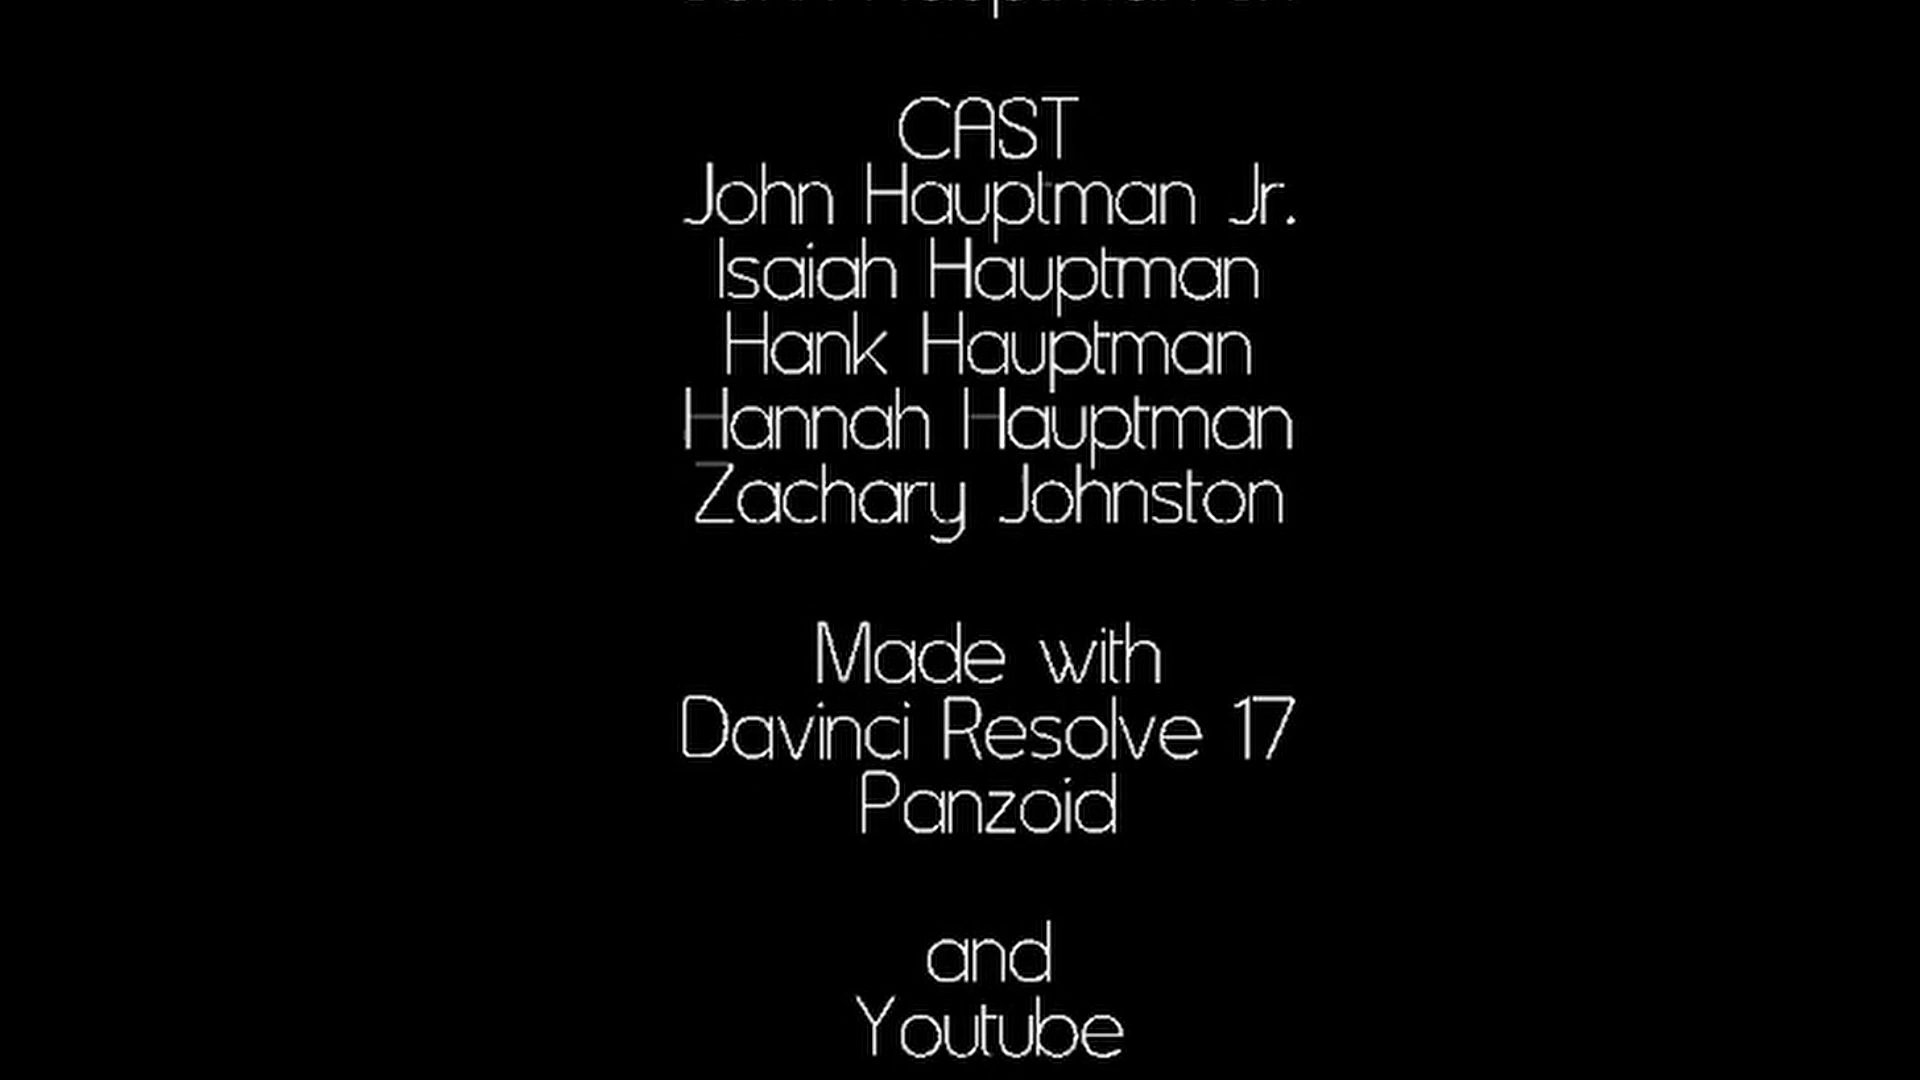 CAST
John Hauptman Jr.
Isaiah Hauptman
Hank Hauptman
Hannah Hauptman
Zachary Johnston
Made with
Davinci Resolve 17
Panzoid
and
Youtube